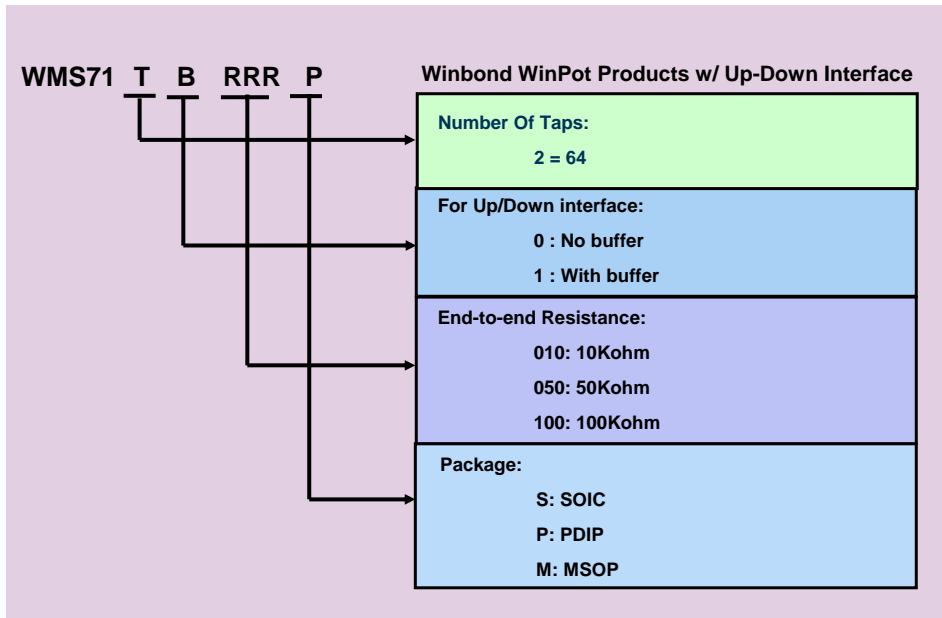 WMS71 T B RRR P
Winbond WinPot Products w/ Up-Down Interface
Number Of Taps:
2 = 64
For Up/Down interface:
0 : No buffer
1 : With buffer
End-to-end Resistance:
010: 10Kohm
050: 50Kohm
100: 100Kohm
Package:
S: SOIC
P: PDIP
M: MSOP